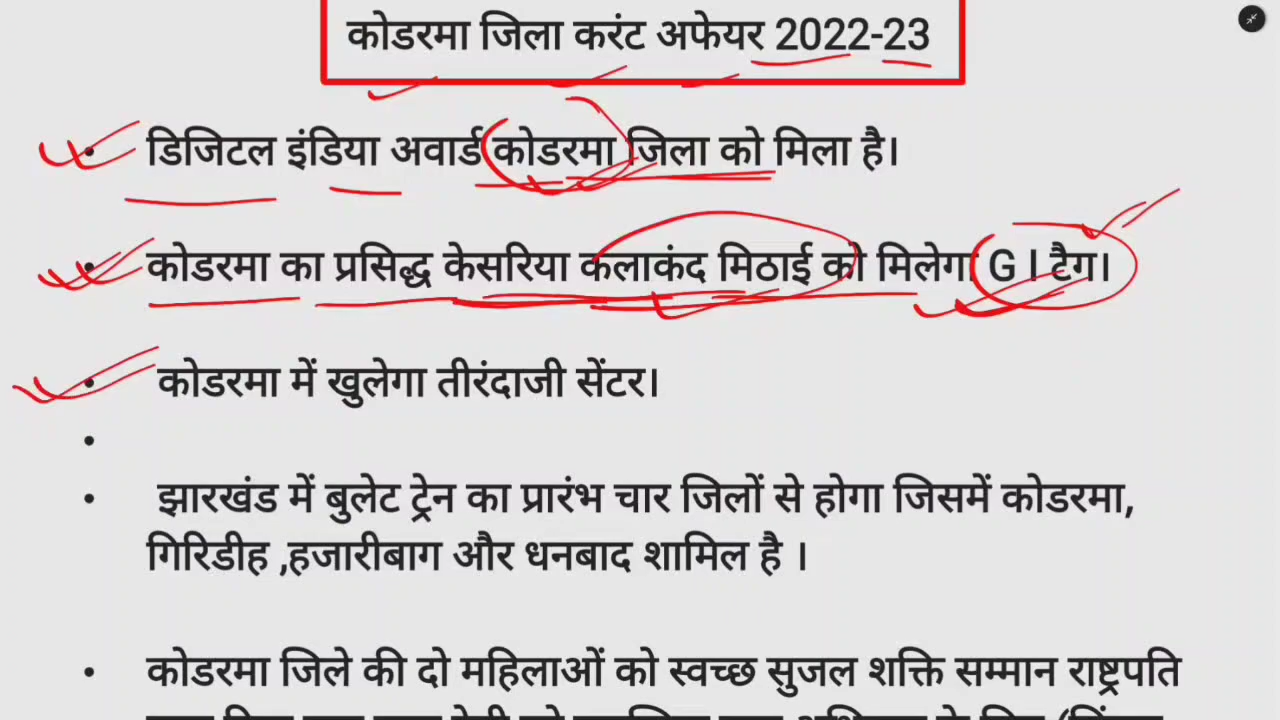 कोडरमा जिला करंट अफेयर 2022-23
• डिजिटल इंडिया अवार्ड कोडरमा जिला को मिला है।
• कोडरमा का प्रसिद्ध केसरिया कलाकंद मिठाई को मिलेगा G I टैग।
• कोडरमा में खुलेगा तीरंदाजी सेंटर।
•
• झारखंड में बुलेट ट्रेन का प्रारंभ चार जिलों से होगा जिसमें कोडरमा,
गिरिडीह ,हजारीबाग और धनबाद शामिल है ।
• कोडरमा जिले की दो महिलाओं को स्वच्छ सुजल शक्ति सम्मान राष्ट्रपति